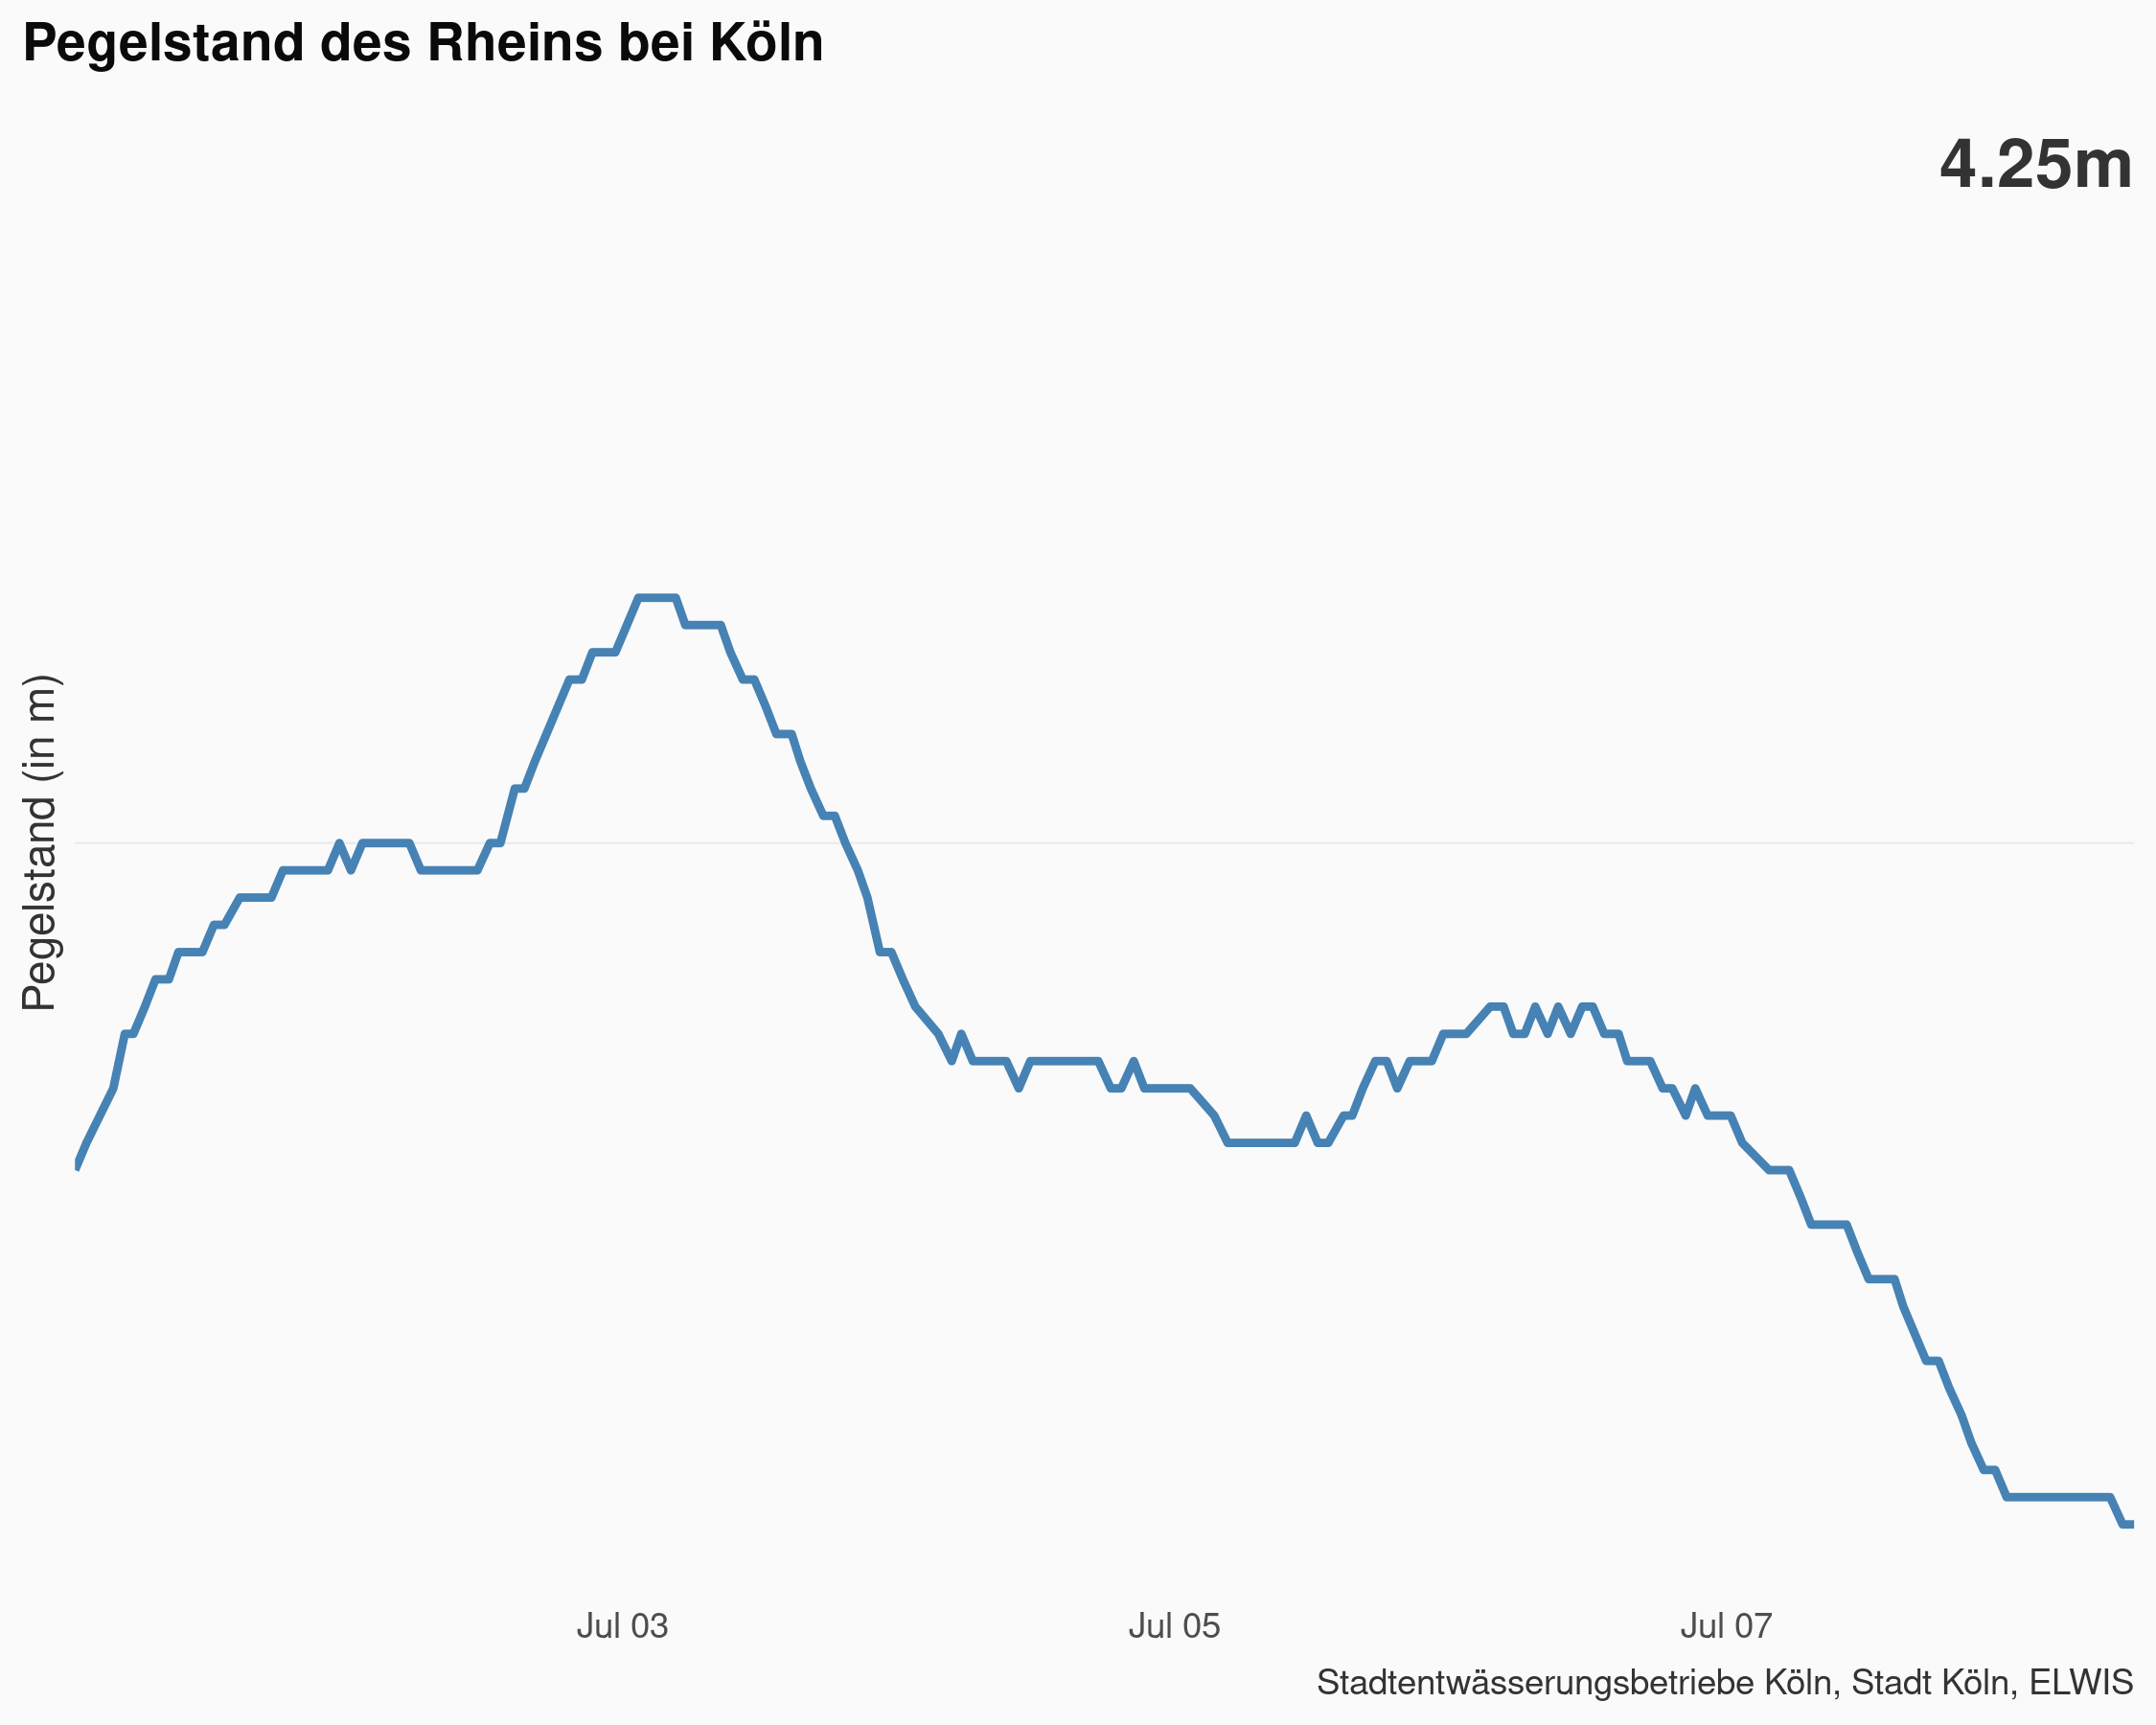 Pegelstand des Rheins bei Köln
4.25m
Pegelstand (in m)
Jul 03
Jul 05
Jul 07
Stadtentwässerungsbetriebe Köln, Stadt Köln, ELWIS